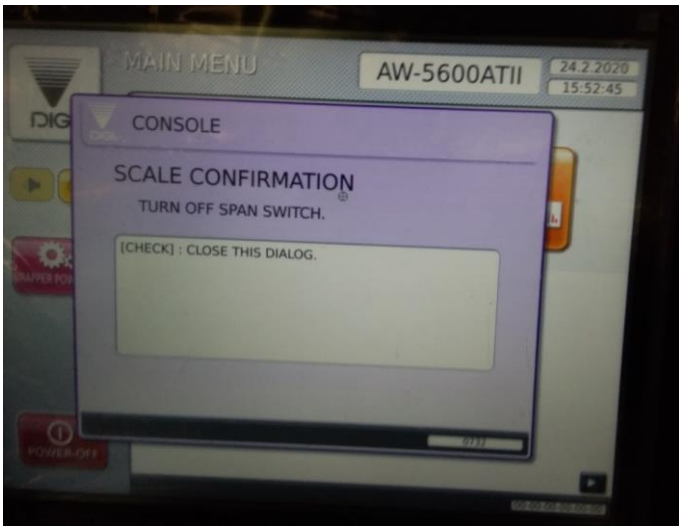 MAIN MENU
AW-5600ATII
24.2.2020
15:52:45
DIG
CONSOLE
SCALE CONFIRMATION
TURN OFF SPAN SWITCH.
[CHECK] : CLOSE THIS DIALOG.
POWER-OFF
0732